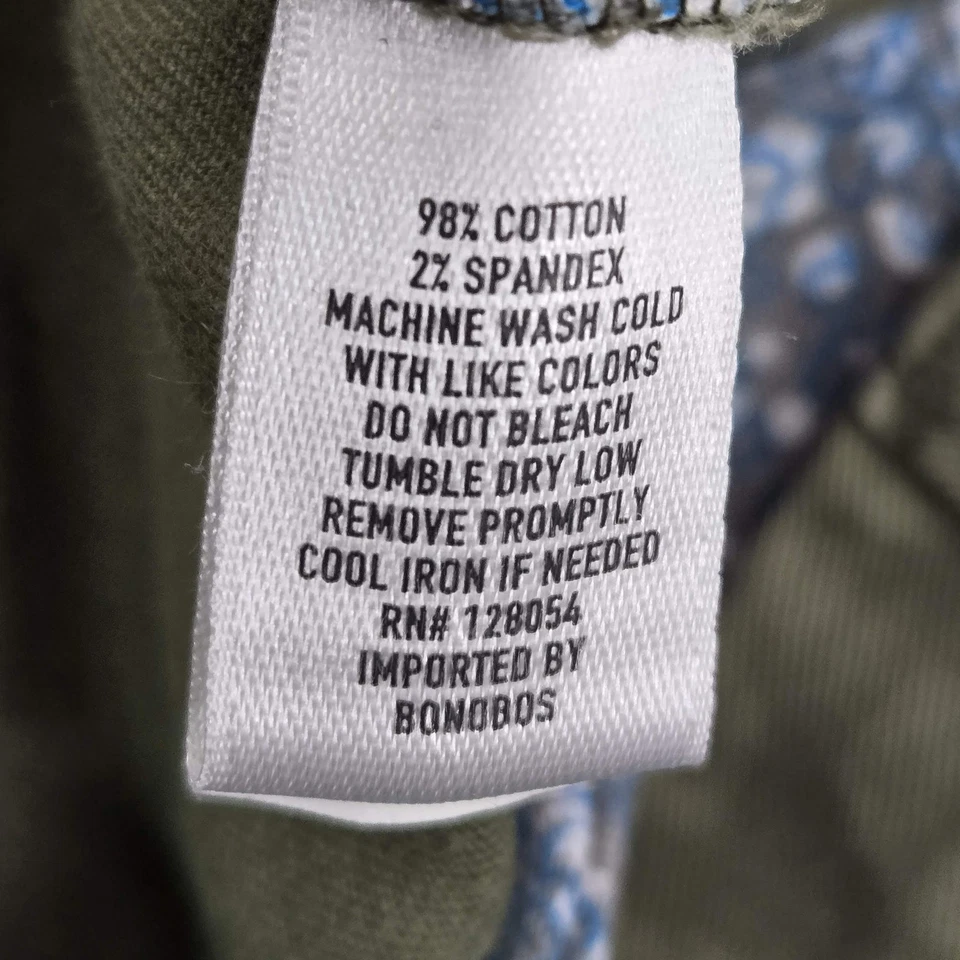 98% COTTON
2% SPANDEX
MACHINE WASH COLD
WITH LIKE COLORS
DO NOT BLEACH
TUMBLE DRY LOW
REMOVE PROMPTLY
COOL IRON IF NEEDED
RN# 128054
IMPORTED BY
BONOBOS